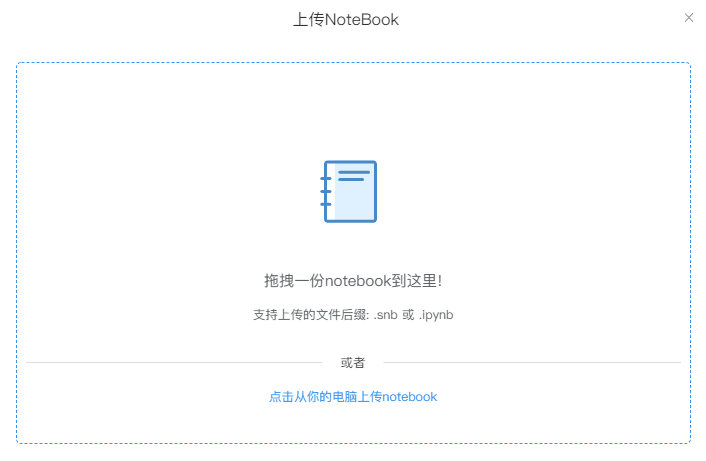 上传NoteBook
拖拽一份notebook到这里!
支持上传的文件后缀: .snb 或 .ipynb
或者
点击从你的电脑上传notebook